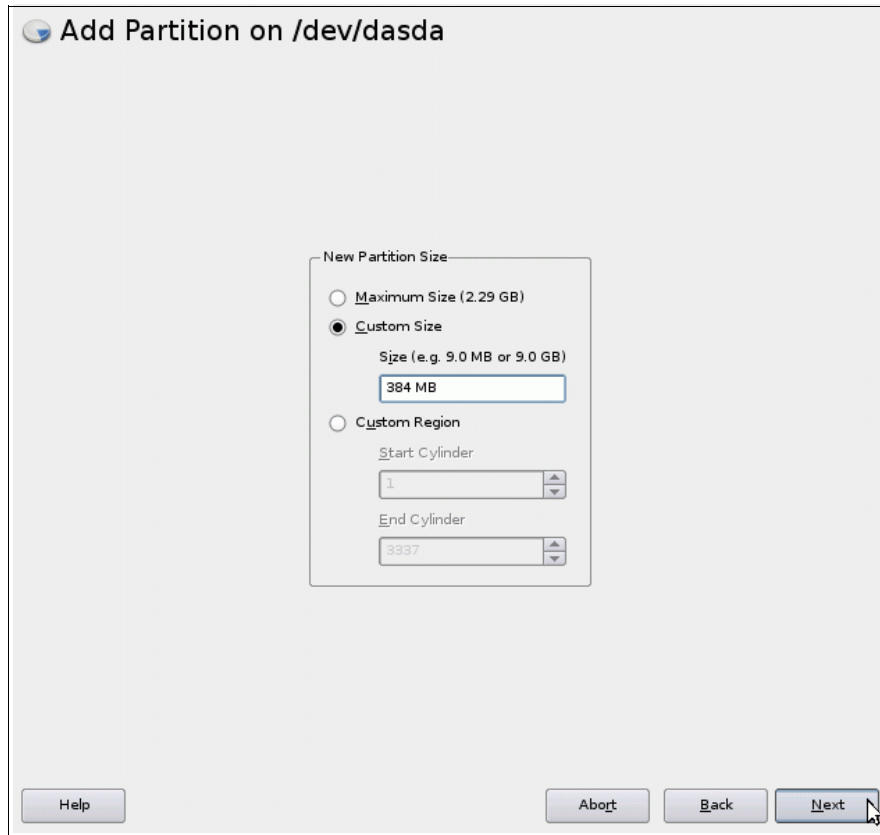 Add Partition on /dev/dasda
New Partition Size
Maximum Size (2.29 GB)
Custom Size
Size (e.g. 9.0 MB or 9.0 GB)
384 MB
Custom Region
Start Cylinder
1
End Cylinder
3337
Help
Abort
Back
Next